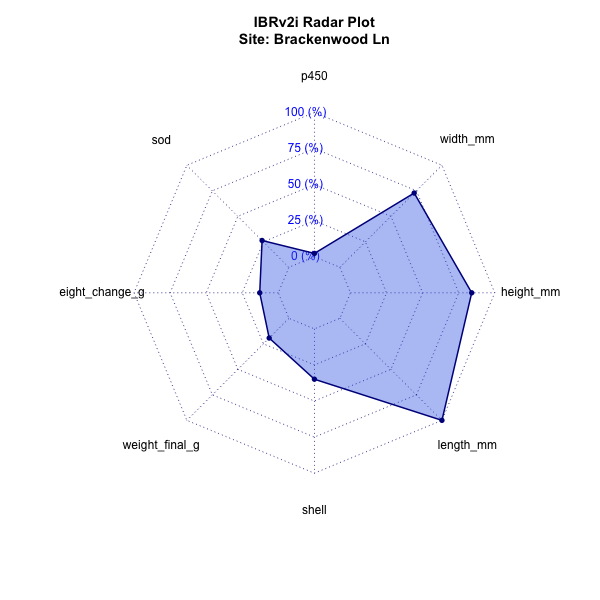 IBRv2i Radar Plot
Site: Brackenwood Ln
p450
100 (%)
sod
width_mm
75 (%)
50 (%)
25 (%)
0 (%)
eight_change_g
height_mm
weight_final_g
length_mm
shell